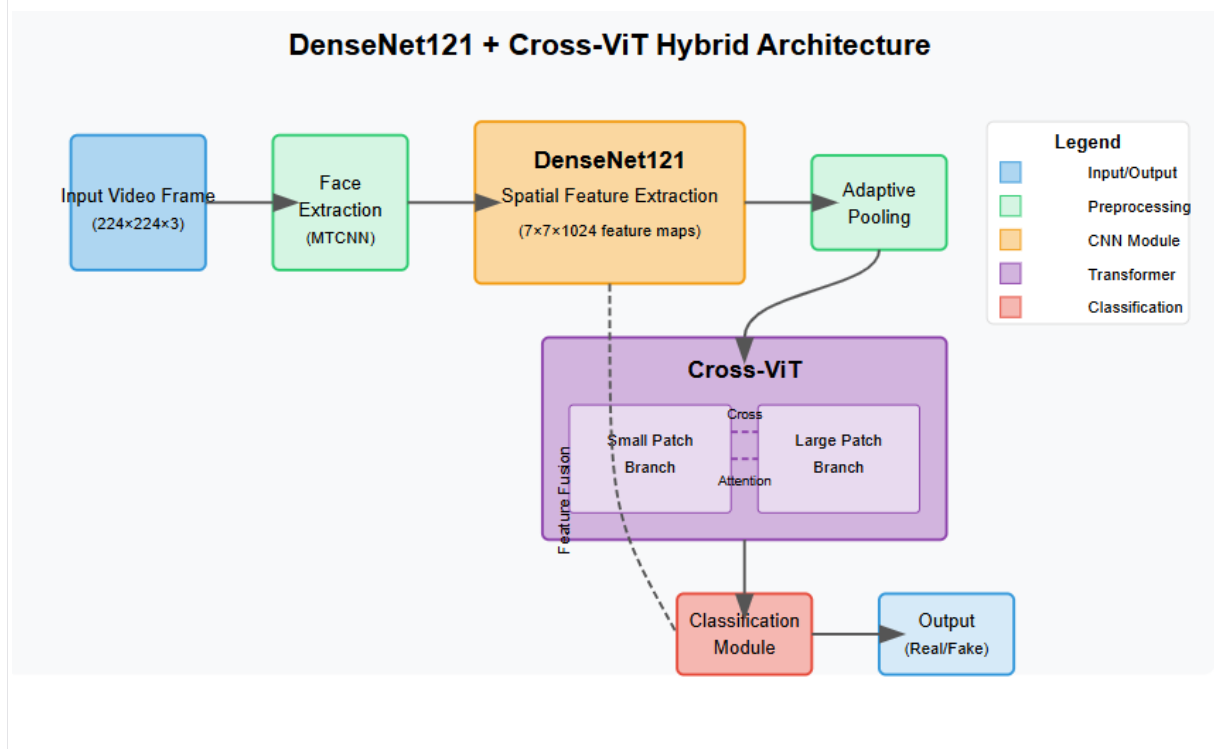 DenseNet121 + Cross-ViT Hybrid Architecture
Input Video Frame
(224×224×3)
Face
Extraction
(MTCNN)
DenseNet121
Spatial Feature Extraction
(7×7×1024 feature maps)
Adaptive
Pooling
Legend
Input/Output
Preprocessing
CNN Module
Transformer
Classification
Cross-ViT
Small Patch
Branch
Cross
Attention
Large Patch
Branch
Feature Fusion
Classification
Module
Output
(Real/Fake)